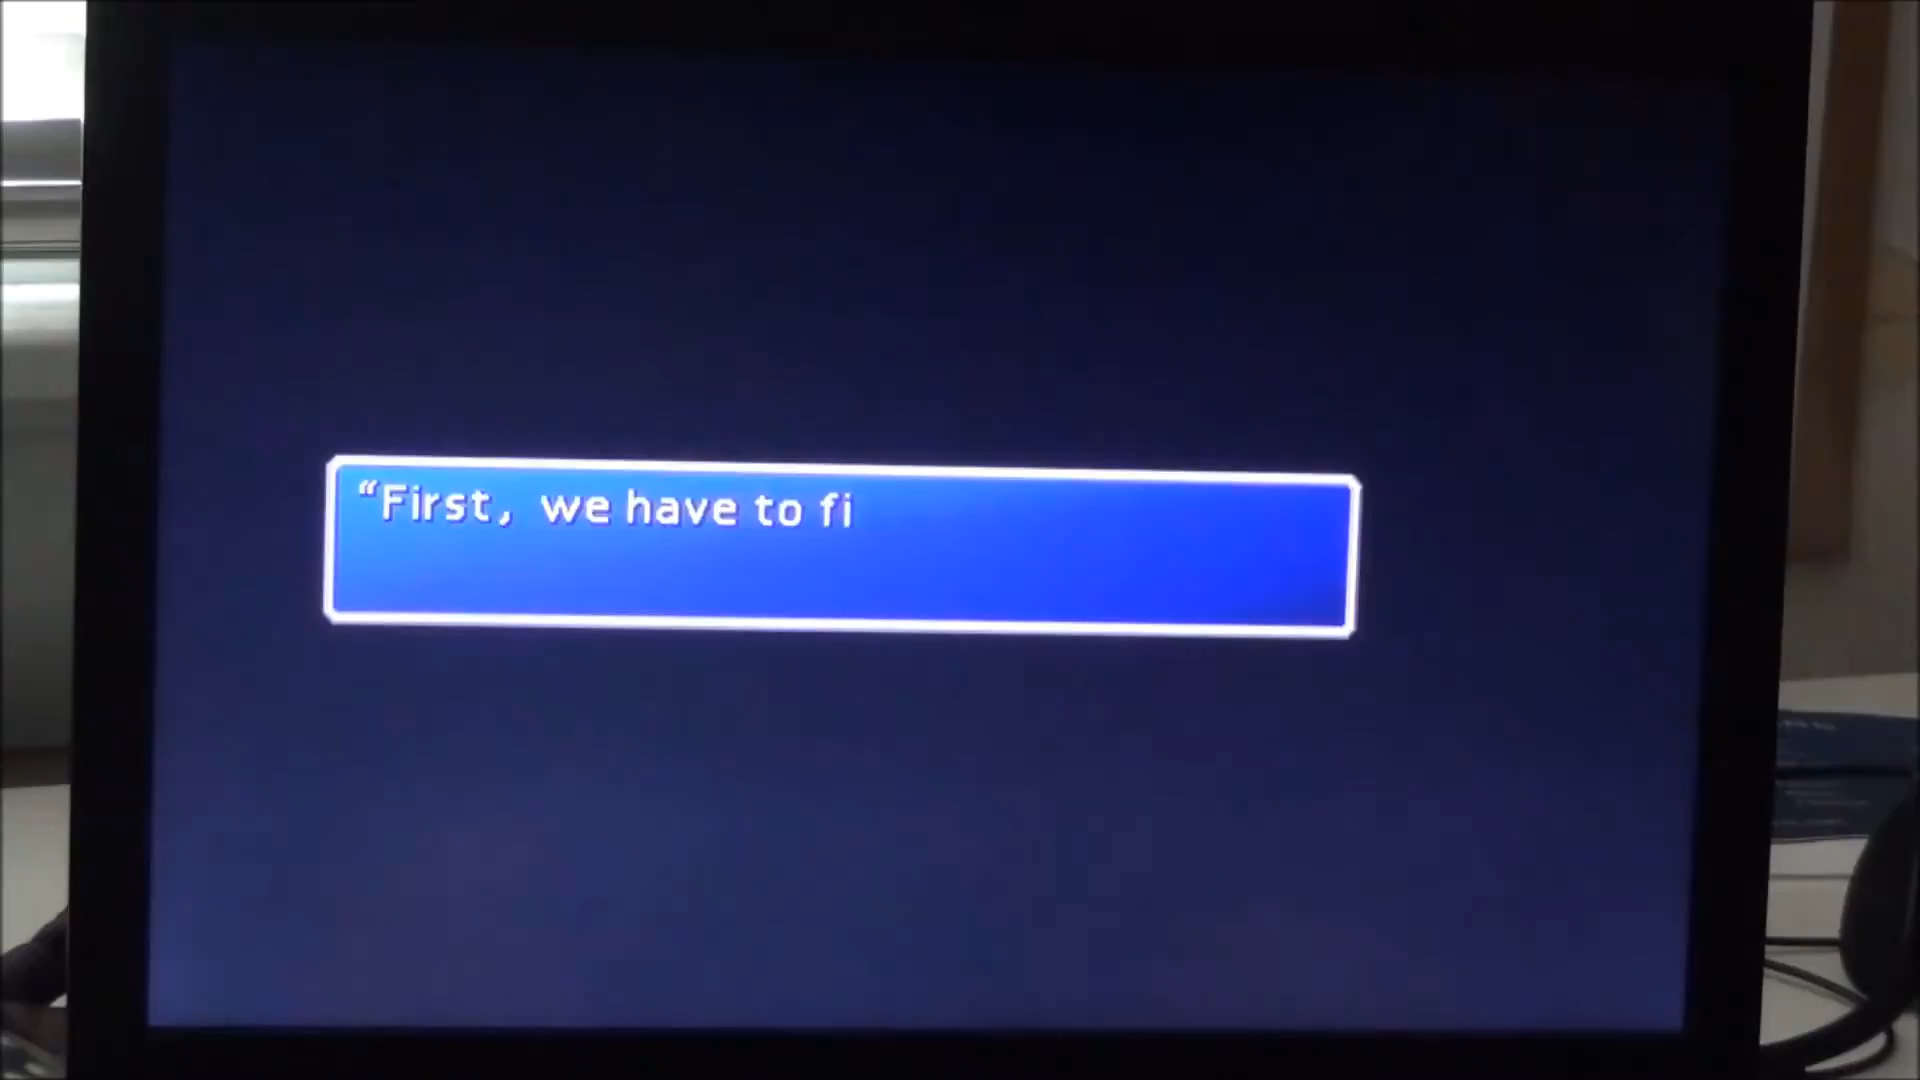 “First, we have to fi